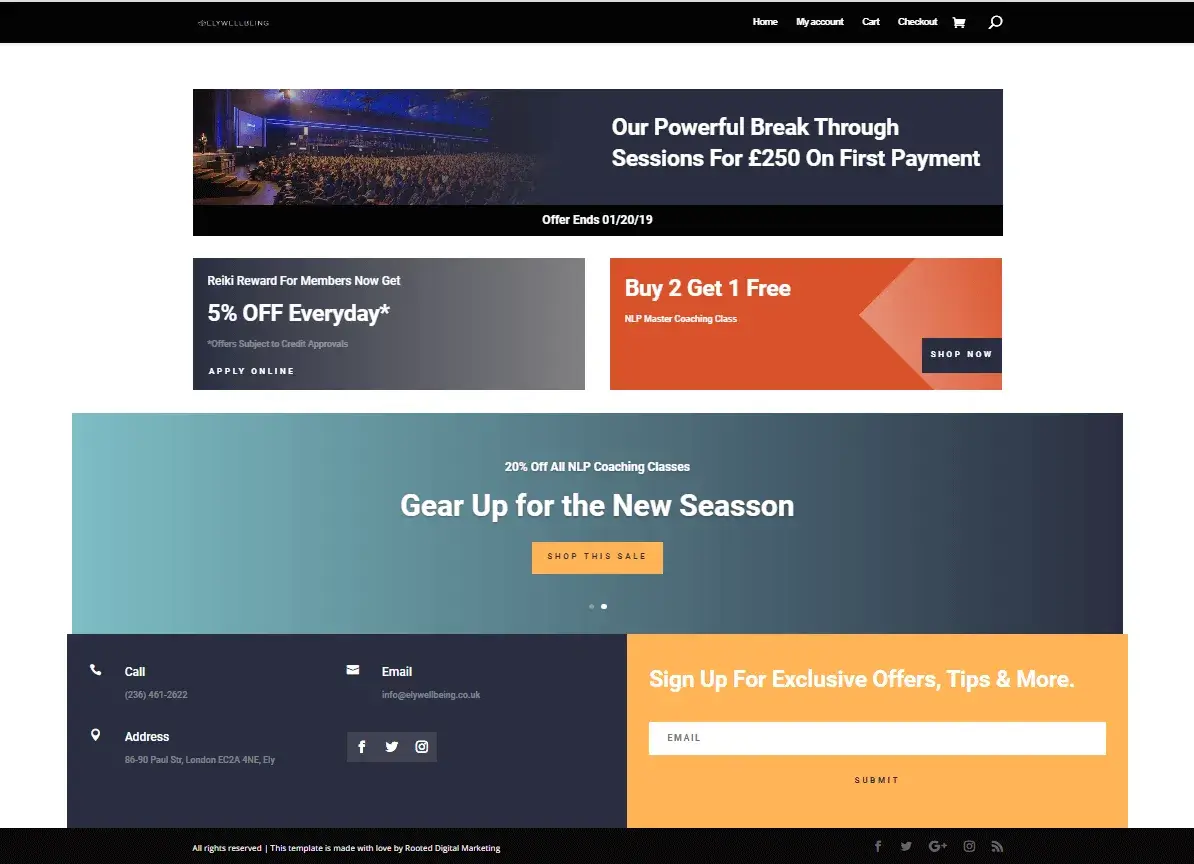 ELYWELLBEING
Home My account Cart Checkout
Our Powerful Break Through
Sessions For £250 On First Payment
Offer Ends 01/20/19
Reiki Reward For Members Now Get
5% OFF Everyday*
*Offers Subject to Credit Approvals
APPLY ONLINE
Buy 2 Get 1 Free
NLP Master Coaching Class
SHOP NOW
20% Off All NLP Coaching Classes
Gear Up for the New Seasson
SHOP THIS SALE
Call
(236) 461-2622
Email
info@elywellbeing.co.uk
Address
86-90 Paul Str, London EC2A 4NE, Ely
Sign Up For Exclusive Offers, Tips & More.
EMAIL
SUBMIT
All rights reserved | This template is made with love by Rooted Digital Marketing